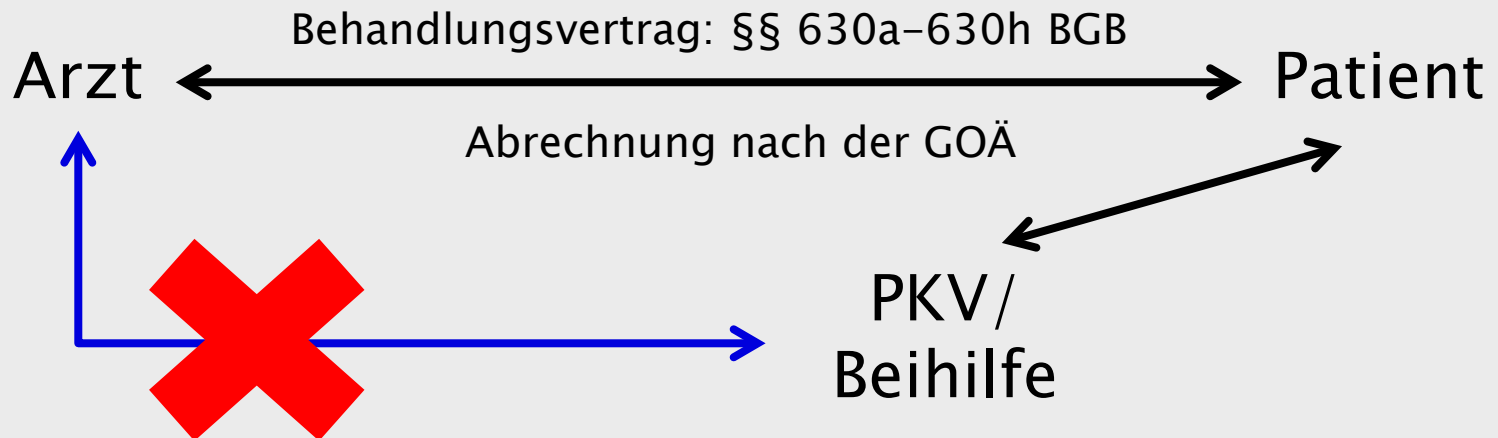 Behandlungsvertrag: §§ 630a–630h BGB
Arzt
Patient
Abrechnung nach der GOÄ
PKV/
Beihilfe